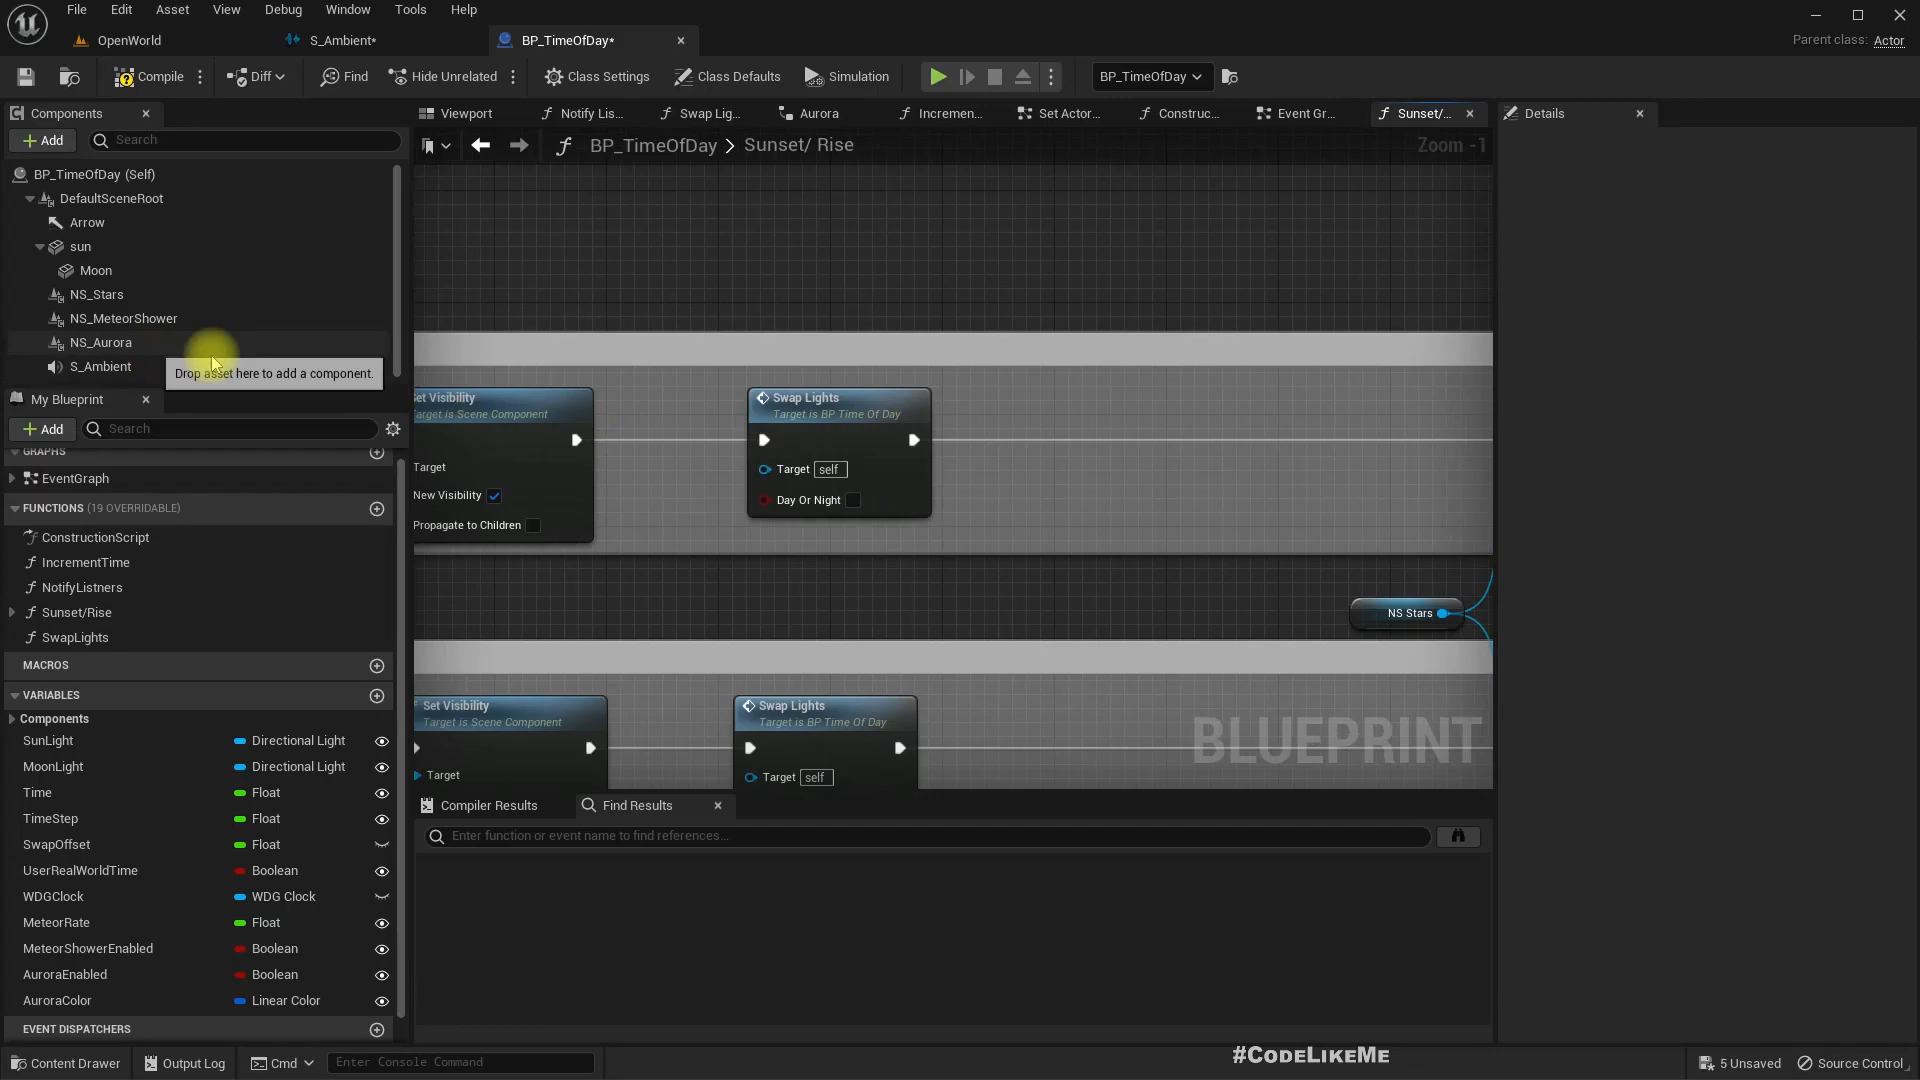 File Edit Asset View Debug Window Tools Help
OpenWorld S_Ambient* BP_TimeOfDay* Parent class: Actor
Compile Diff Find Hide Unrelated Class Settings Class Defaults Simulation BP_TimeOfDay
Components Viewport Notify Lis... Swap Lig... Aurora Incremen... Set Actor... Construc... Event Gr... Sunset/... Details
Add Search BP_TimeOfDay > Sunset/ Rise Zoom -1
BP_TimeOfDay (Self)
DefaultSceneRoot
Arrow
sun
Moon
NS_Stars
NS_MeteorShower
NS_Aurora
S_Ambient
Drop asset here to add a component.
My Blueprint
Add Search
GRAPHS
EventGraph
FUNCTIONS (19 OVERRIDABLE)
ConstructionScript
IncrementTime
NotifyListners
Sunset/Rise
SwapLights
MACROS
VARIABLES
Components
SunLight Directional Light
MoonLight Directional Light
Time Float
TimeStep Float
SwapOffset Float
UserRealWorldTime Boolean
WDGClock WDG Clock
MeteorRate Float
MeteorShowerEnabled Boolean
AuroraEnabled Boolean
AuroraColor Linear Color
EVENT DISPATCHERS
Set Visibility
Target is Scene Component
Target
New Visibility
Propagate to Children
Swap Lights
Target is BP Time Of Day
Target self
Day Or Night
NS Stars
Set Visibility
Target is Scene Component
Target
Swap Lights
Target is BP Time Of Day
Target self
BLUEPRINT
Compiler Results Find Results
Enter function or event name to find references...
#CODELIKEME
Content Drawer Output Log Cmd Enter Console Command 5 Unsaved Source Control